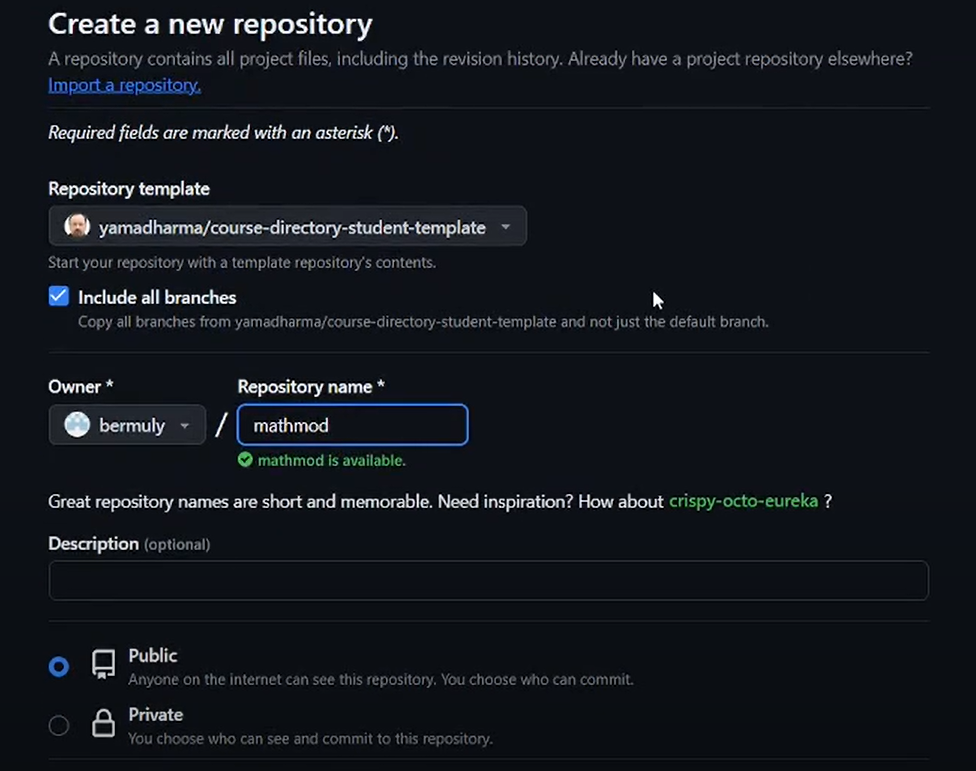 Create a new repository
A repository contains all project files, including the revision history. Already have a project repository elsewhere?
Import a repository.
Required fields are marked with an asterisk (*).
Repository template
yamadharma/course-directory-student-template
Start your repository with a template repository's contents.
Include all branches
Copy all branches from yamadharma/course-directory-student-template and not just the default branch.
Owner * Repository name *
bermuly / mathmod
mathmod is available.
Great repository names are short and memorable. Need inspiration? How about crispy-octo-eureka ?
Description (optional)
Public
Anyone on the internet can see this repository. You choose who can commit.
Private
You choose who can see and commit to this repository.